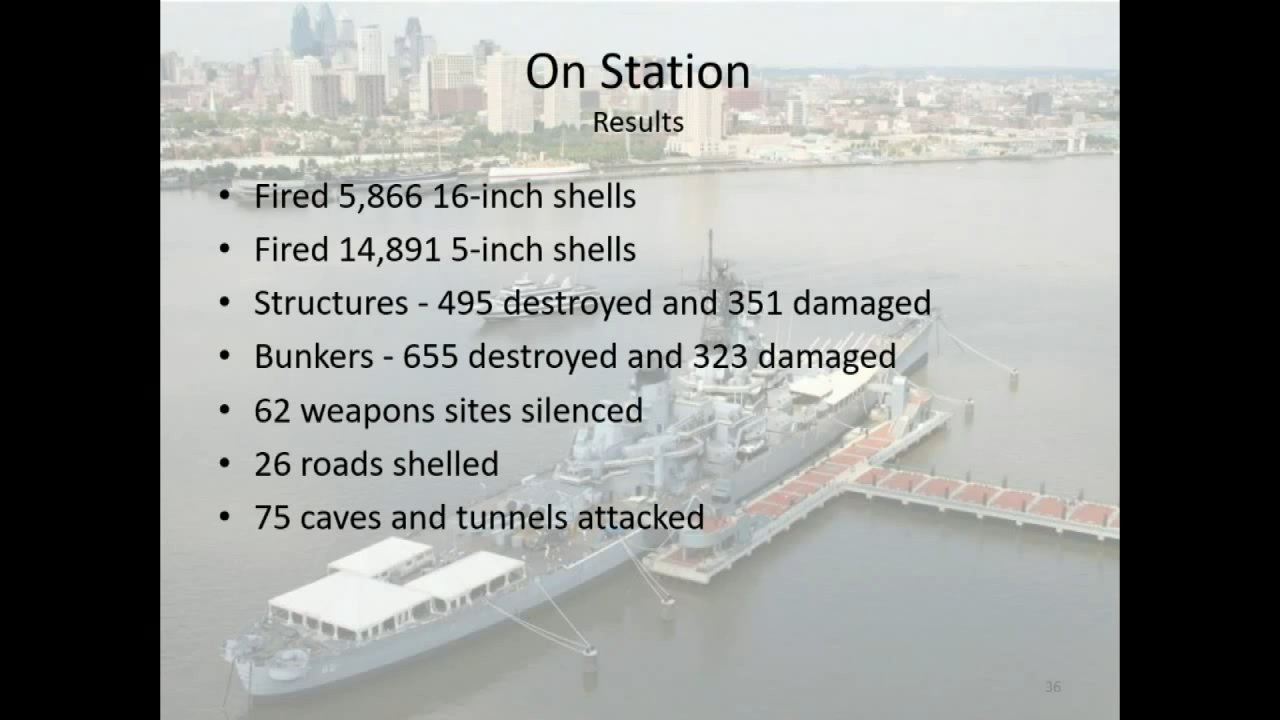 On Station
Results
• Fired 5,866 16-inch shells
• Fired 14,891 5-inch shells
• Structures - 495 destroyed and 351 damaged
• Bunkers - 655 destroyed and 323 damaged
• 62 weapons sites silenced
• 26 roads shelled
• 75 caves and tunnels attacked
36